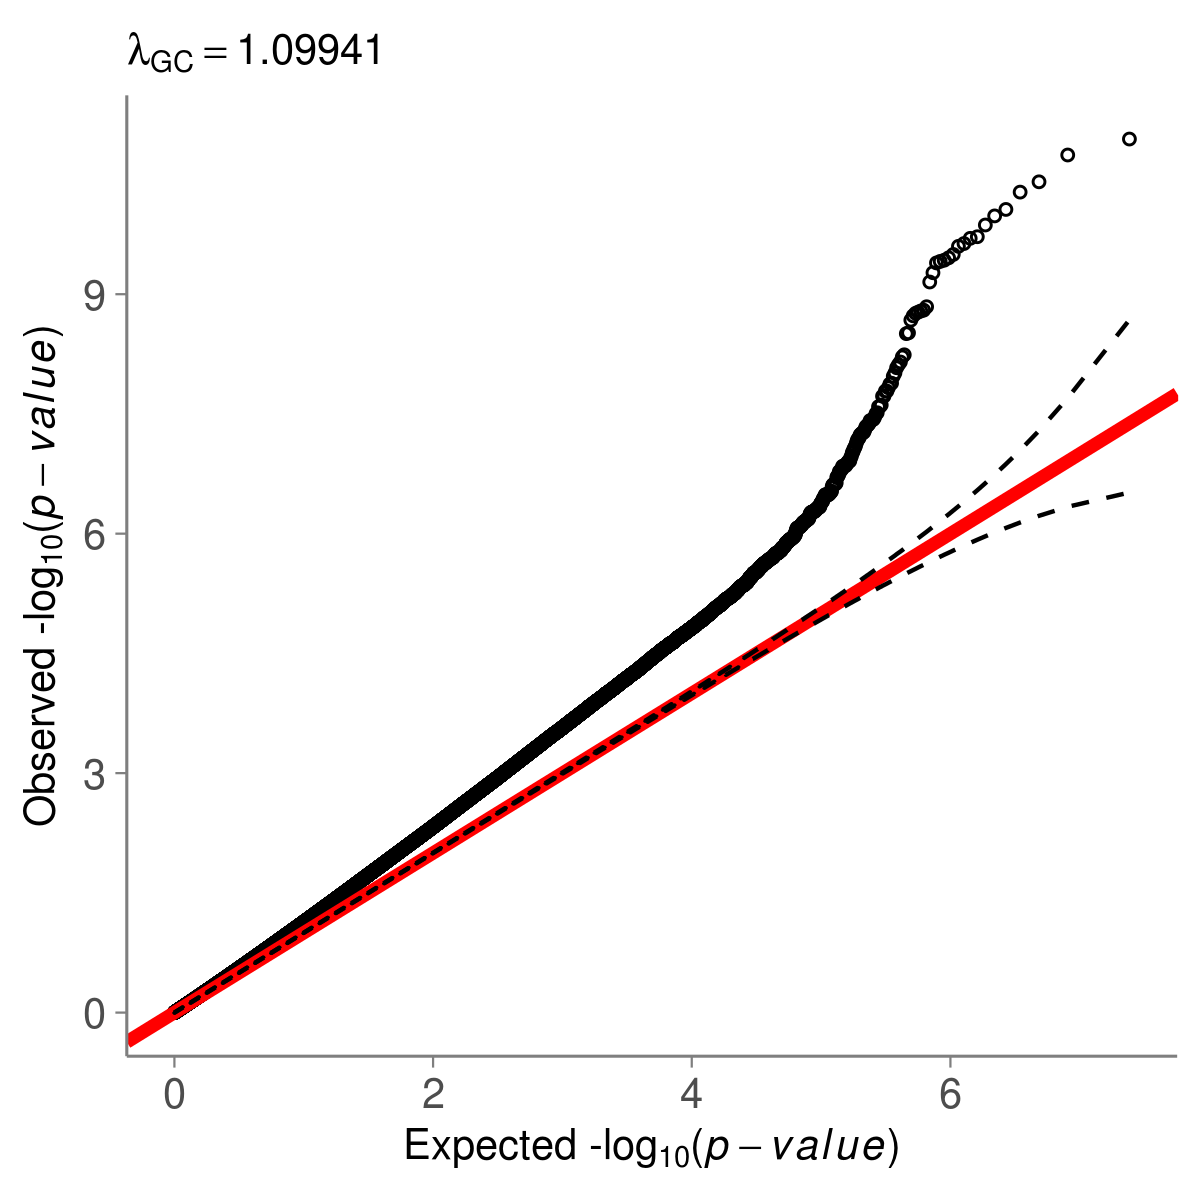 λGC = 1.09941
Observed -log10(p − value)
9
6
3
0
0 2 4 6
Expected -log10(p − value)